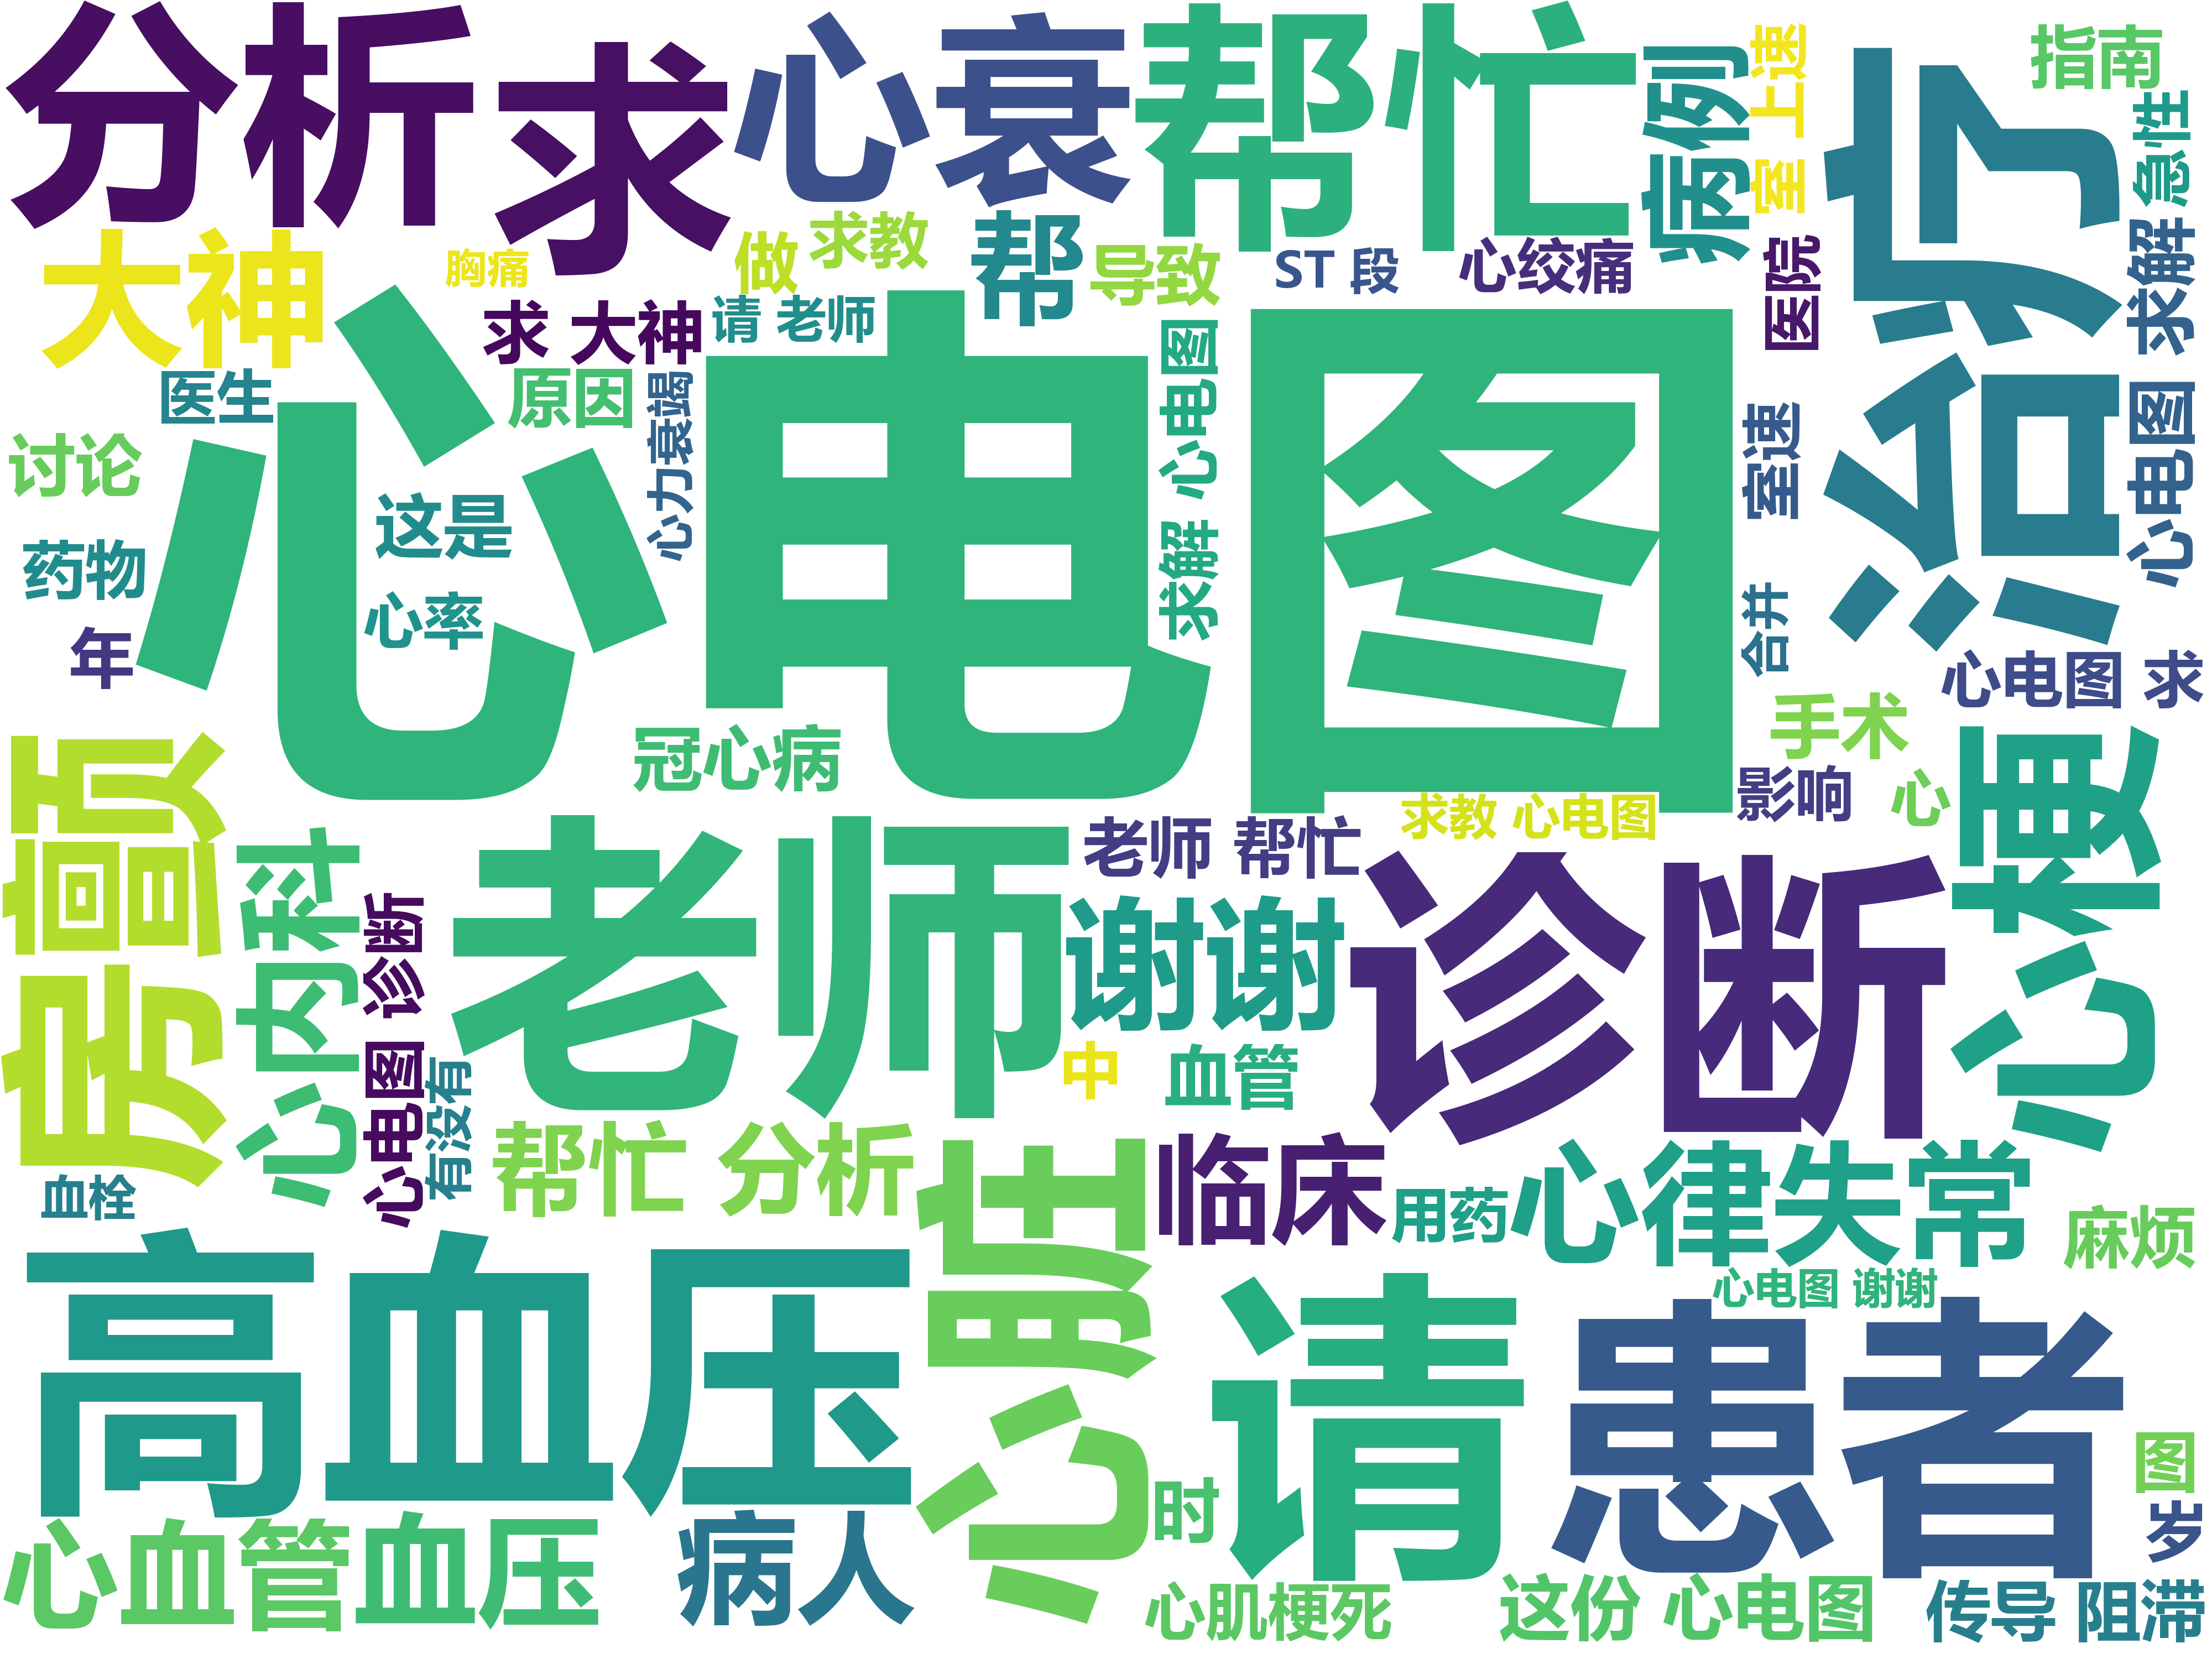 分析
求
心衰
帮忙
病例
室上速
治疗
指南
急性
求解
大神
胸痛
做
求教
帮
导致
ST 段
心绞痛
医院
求 大神
请 老师
医生
原因
心力衰竭
心电图
心电图
求解
室速
心电图
讨论
这是
药物
心率
年
合并
心电图 求
手术
冠心病
影响
心
求教 心电图
房颤
心内科
心电图 诊断
老师
老师 帮忙
谢谢
诊断
心梗
中
血管
有没有
帮忙 分析
心脏
临床
用药
心律失常
麻烦
血栓
心电图 谢谢
高血压
请
患者
图
时
岁
心血管
血压
病人
心肌梗死
这份 心电图
传导 阻滞